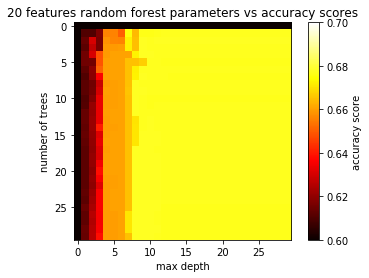 20 features random forest parameters vs accuracy scores
0
5
10
15
20
25
number of trees
0 5 10 15 20 25
max depth
0.70
0.68
0.66
0.64
0.62
0.60
accuracy score